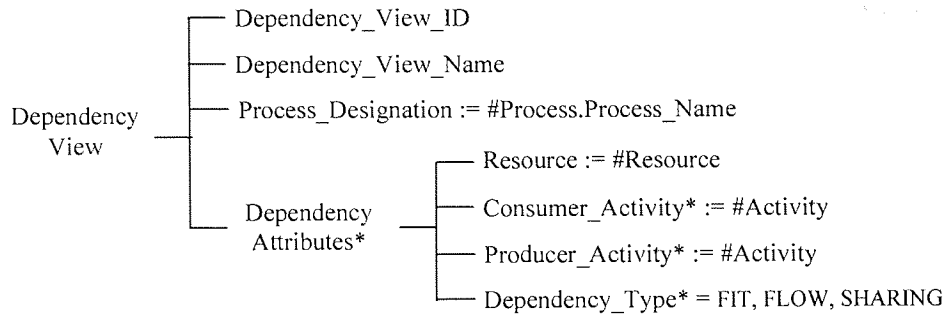 Dependency_View_ID
Dependency_View_Name
Process_Designation := #Process.Process_Name
Dependency
View
Resource := #Resource
Consumer_Activity* := #Activity
Dependency
Attributes*
Producer_Activity* := #Activity
Dependency_Type* = FIT, FLOW, SHARING